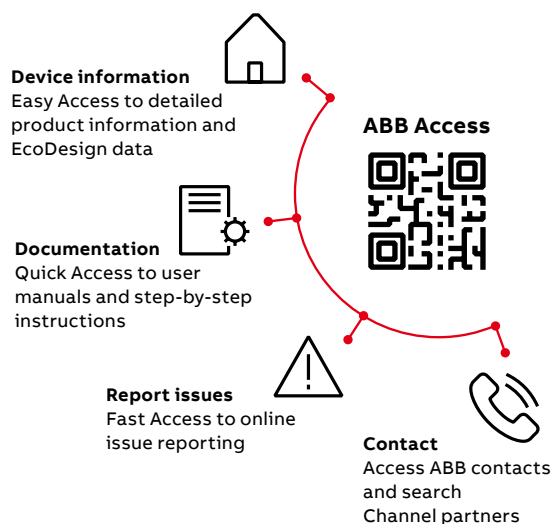 Device information
Easy Access to detailed
product information and
EcoDesign data
ABB Access
Documentation
Quick Access to user
manuals and step-by-step
instructions
Report issues
Fast Access to online
issue reporting
Contact
Access ABB contacts
and search
Channel partners